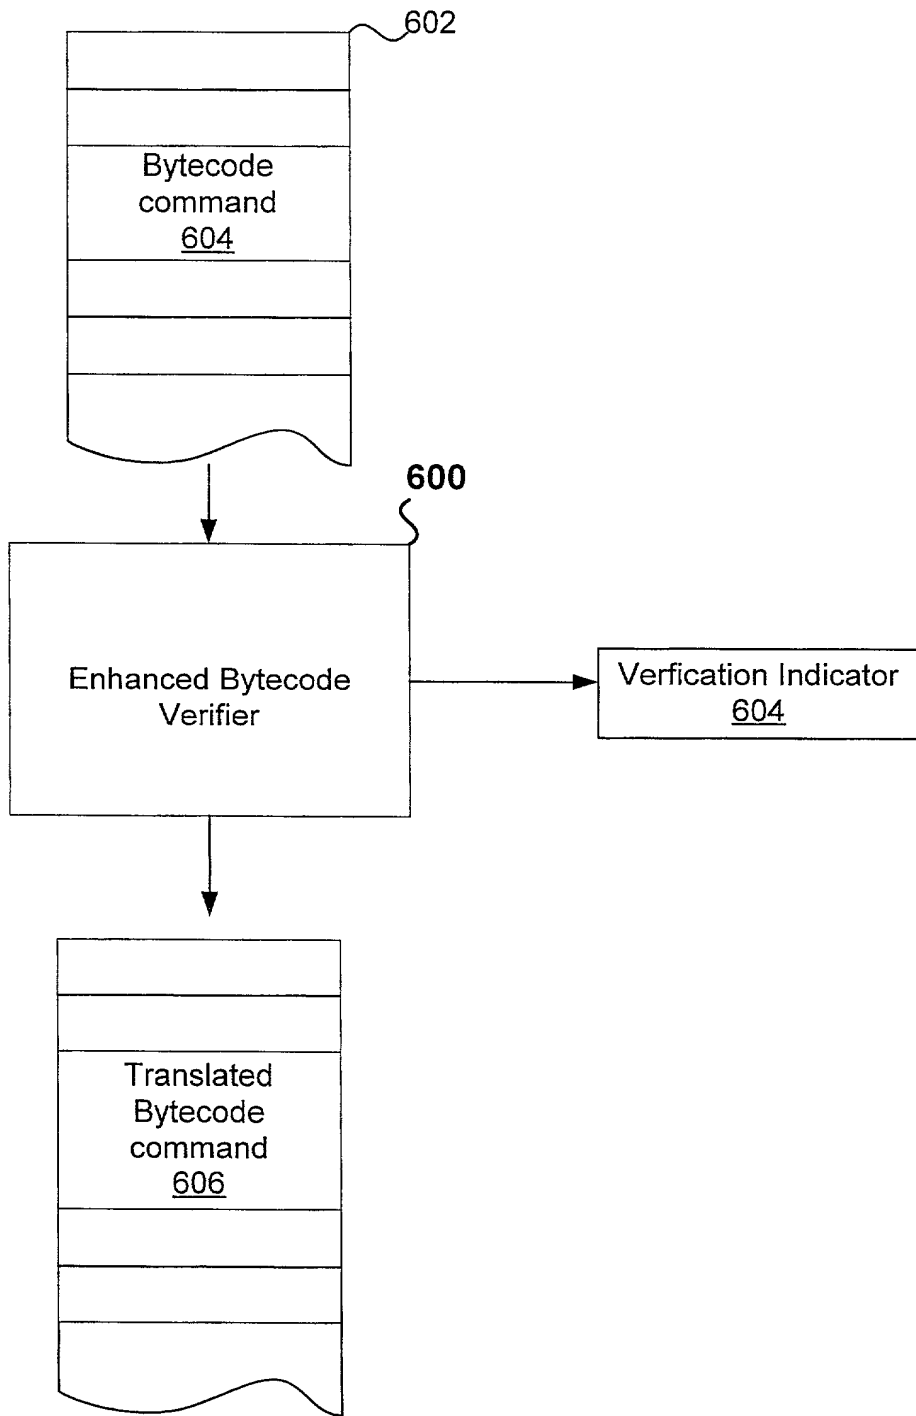 602
Bytecode
command
604
600
Enhanced Bytecode
Verifier
Verfication Indicator
604
Translated
Bytecode
command
606